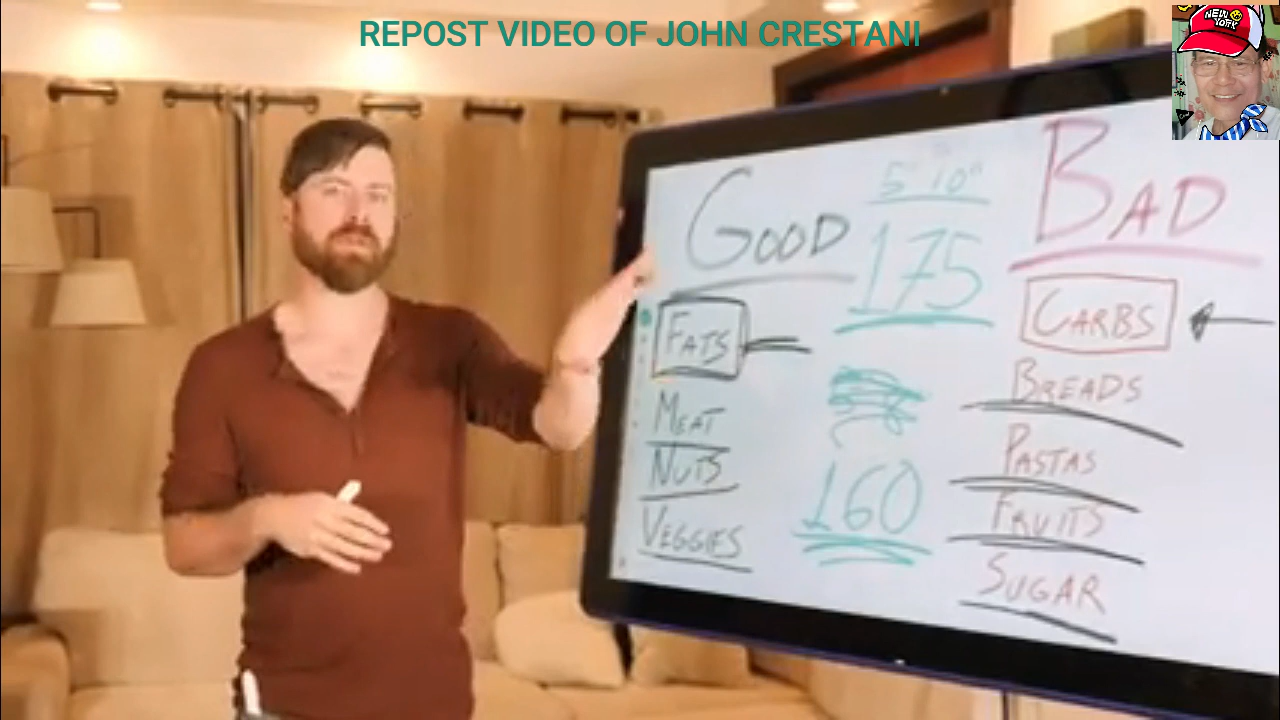 REPOST VIDEO OF JOHN CRESTANI
NEW
YORK
GOOD
FATS
MEAT
NUTS
VEGGIES
5' 10"
175
160
BAD
CARBS
BREADS
PASTAS
FRUITS
SUGAR